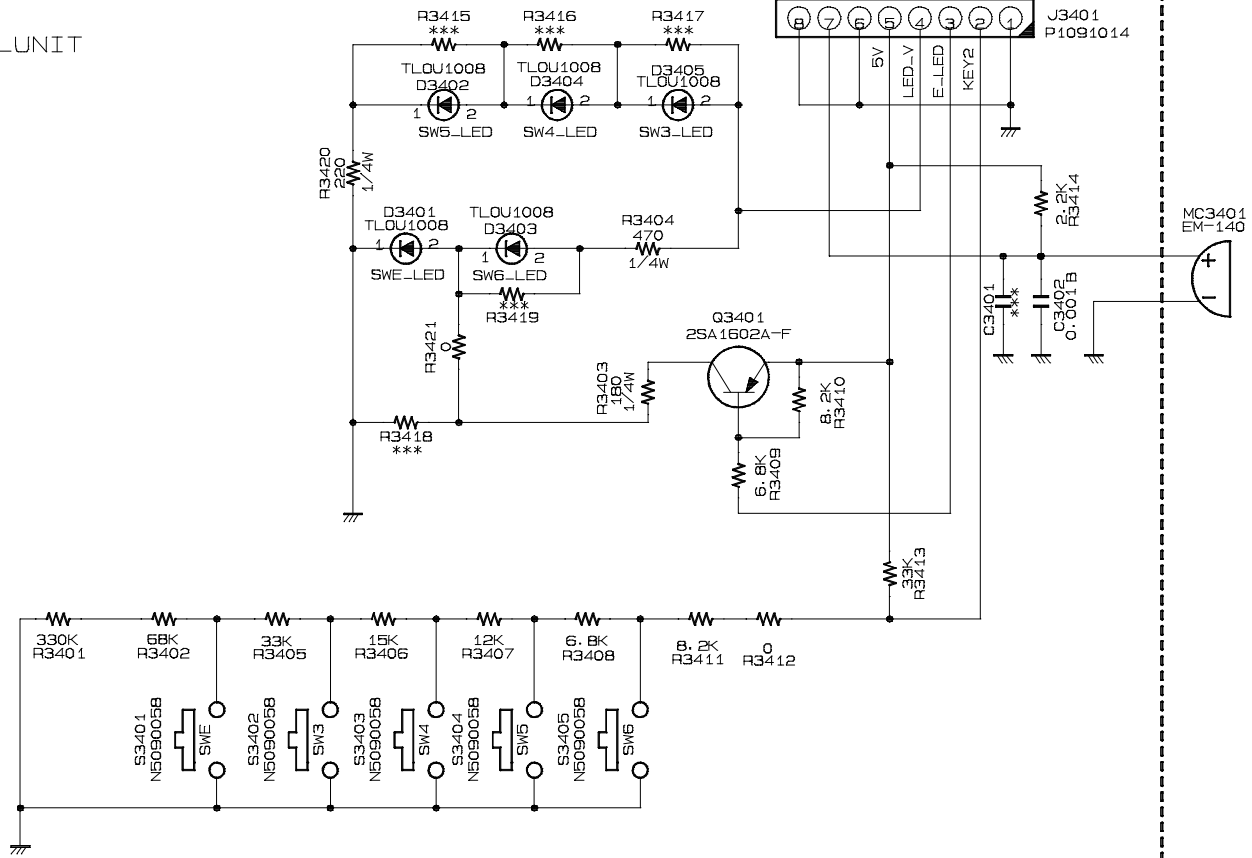 _UNIT
R3415
***
R3416
***
R3417
***
8 7 6 5 4 3 2 1
J3401
P1091014
5V
LED_V
E_LED
KEY2
TLOU1008
D3402
1 2
SW5_LED
TLOU1008
D3404
1 2
SW4_LED
D3405
TLOU1008
1 2
SW3_LED
R3420
220
1/4W
D3401
TLOU1008
1 2
SWE_LED
TLOU1008
D3403
1 2
SW6_LED
R3404
470
1/4W
***
R3419
R3421
0
R3418
***
R3403
180
1/4W
Q3401
2SA1602A-F
8.2K
R3410
6.8K
R3409
2.2K
R3414
MC3401
EM-140
+
-
C3401
***
C3402
0.001B
33K
R3413
330K
R3401
68K
R3402
33K
R3405
15K
R3406
12K
R3407
6.8K
R3408
8.2K
R3411
0
R3412
S3401
N5090058
SWE
S3402
N5090058
SW3
S3403
N5090058
SW4
S3404
N5090058
SW5
S3405
N5090058
SW6